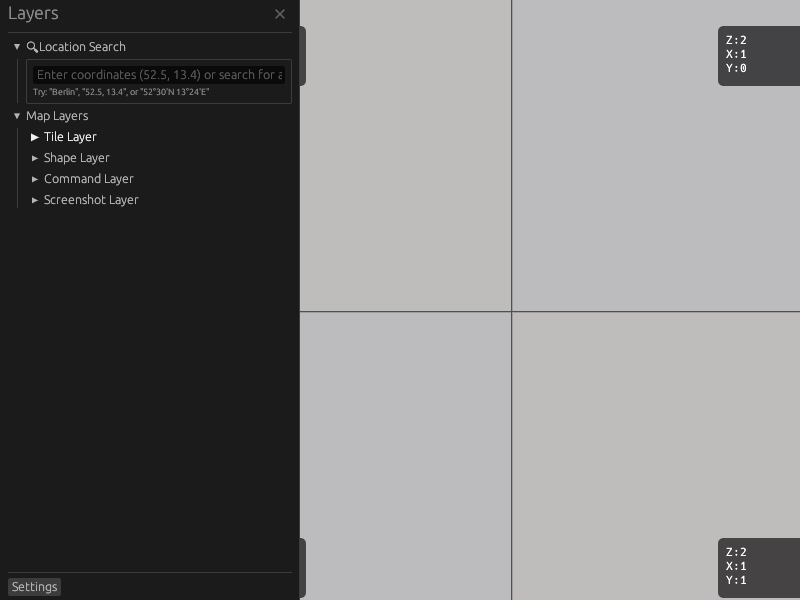 Layers
Location Search
Enter coordinates (52.5, 13.4) or search for a
Try: "Berlin", "52.5, 13.4", or "52°30'N 13°24'E"
Map Layers
Tile Layer
Shape Layer
Command Layer
Screenshot Layer
Settings
Z:2
X:1
Y:0
Z:2
X:1
Y:1